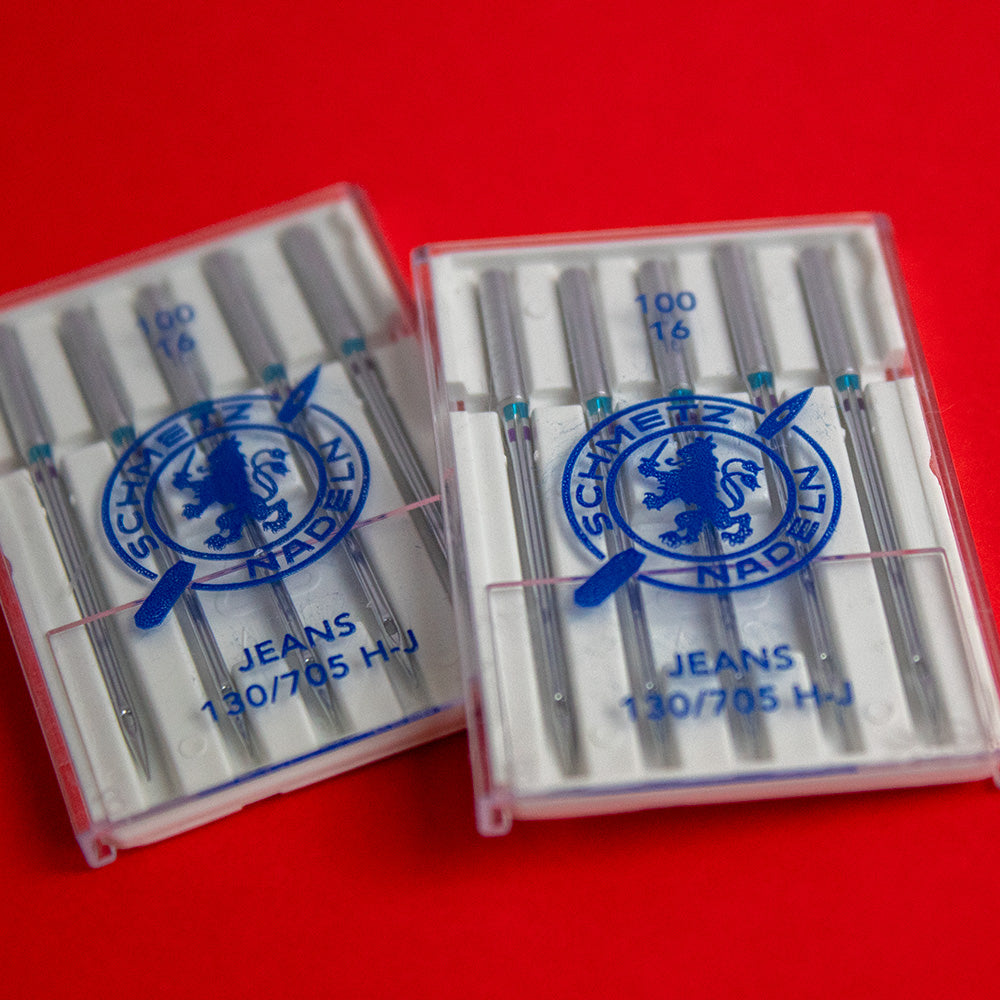 100
16
SCHMETZ
NADELN
JEANS
130/705 H-J
100
16
SCHMETZ
NADELN
JEANS
130/705 H-J